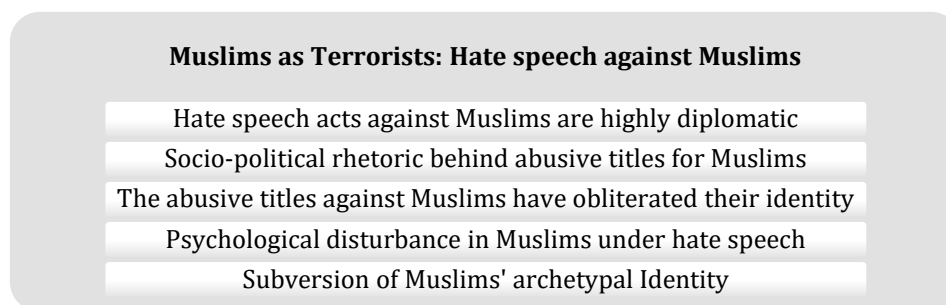 Muslims as Terrorists: Hate speech against Muslims
Hate speech acts against Muslims are highly diplomatic
Socio-political rhetoric behind abusive titles for Muslims
The abusive titles against Muslims have obliterated their identity
Psychological disturbance in Muslims under hate speech
Subversion of Muslims' archetypal Identity